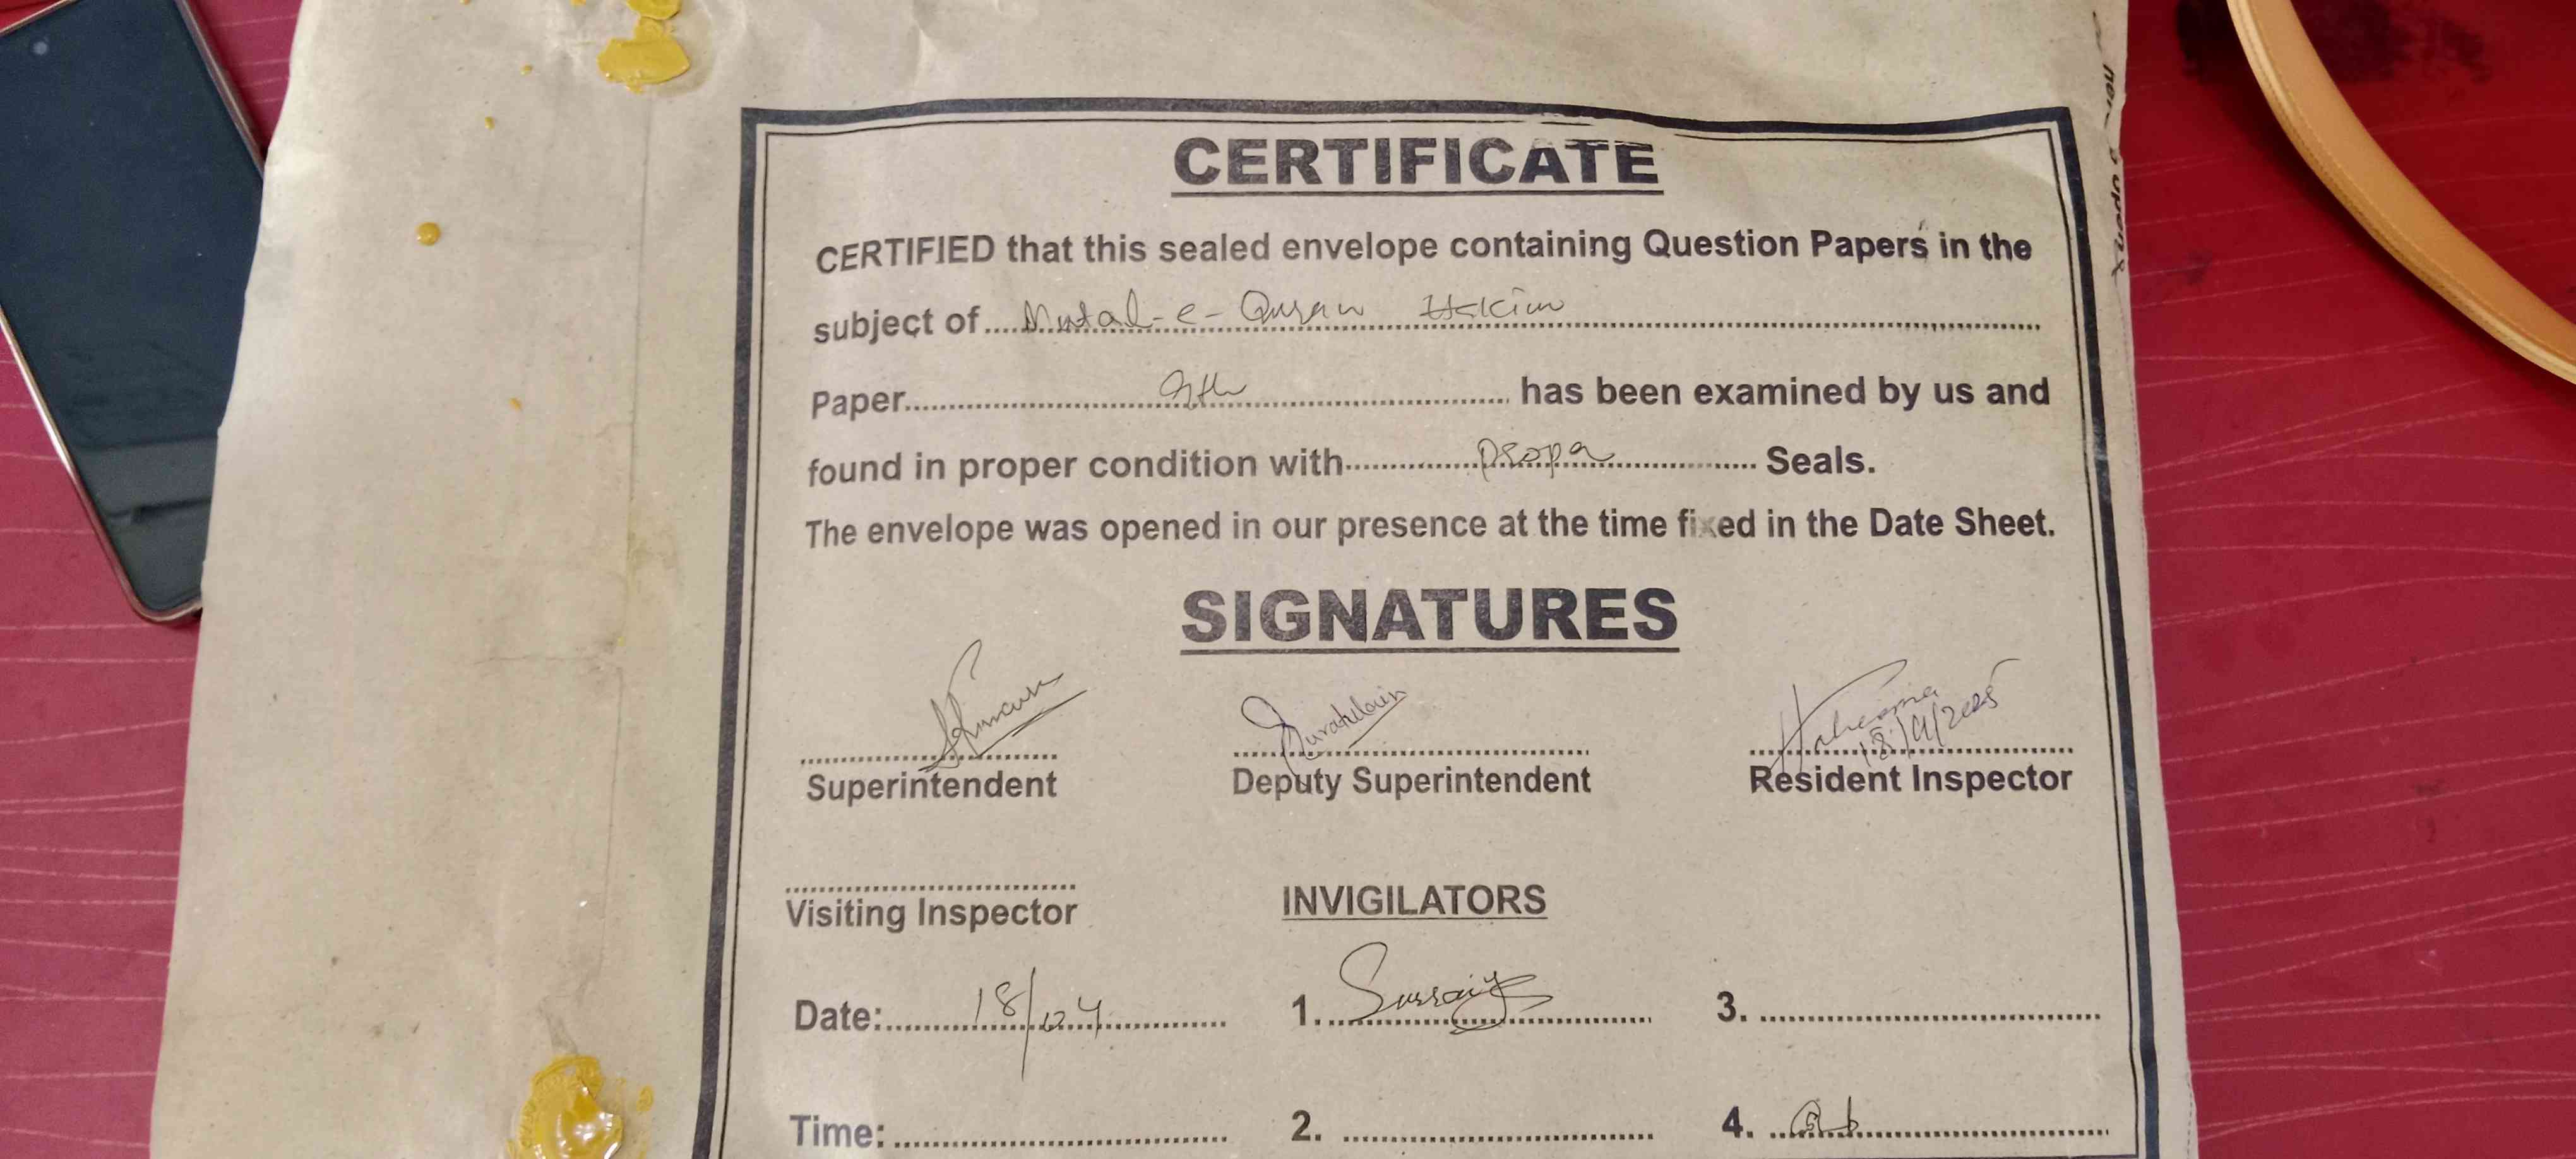 CERTIFICATE
CERTIFIED that this sealed envelope containing Question Papers in the
subject of Mutal-e-Quran Hakim
Paper 9th has been examined by us and
found in proper condition with propa Seals.
The envelope was opened in our presence at the time fixed in the Date Sheet.
SIGNATURES
Quratulain 18/4/2025
Superintendent Deputy Superintendent Resident Inspector
Visiting Inspector INVIGILATORS
Date: 18/04 1. 3.
Time: 2. 4.